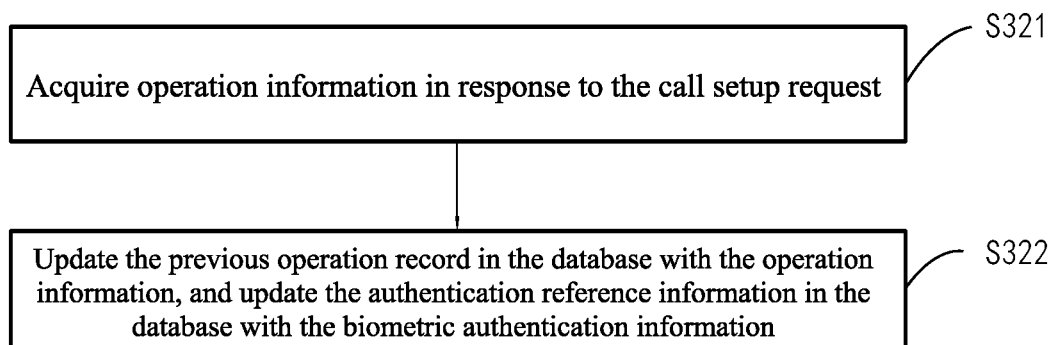 S321
Acquire operation information in response to the call setup request
S322
Update the previous operation record in the database with the operation
information, and update the authentication reference information in the
database with the biometric authentication information